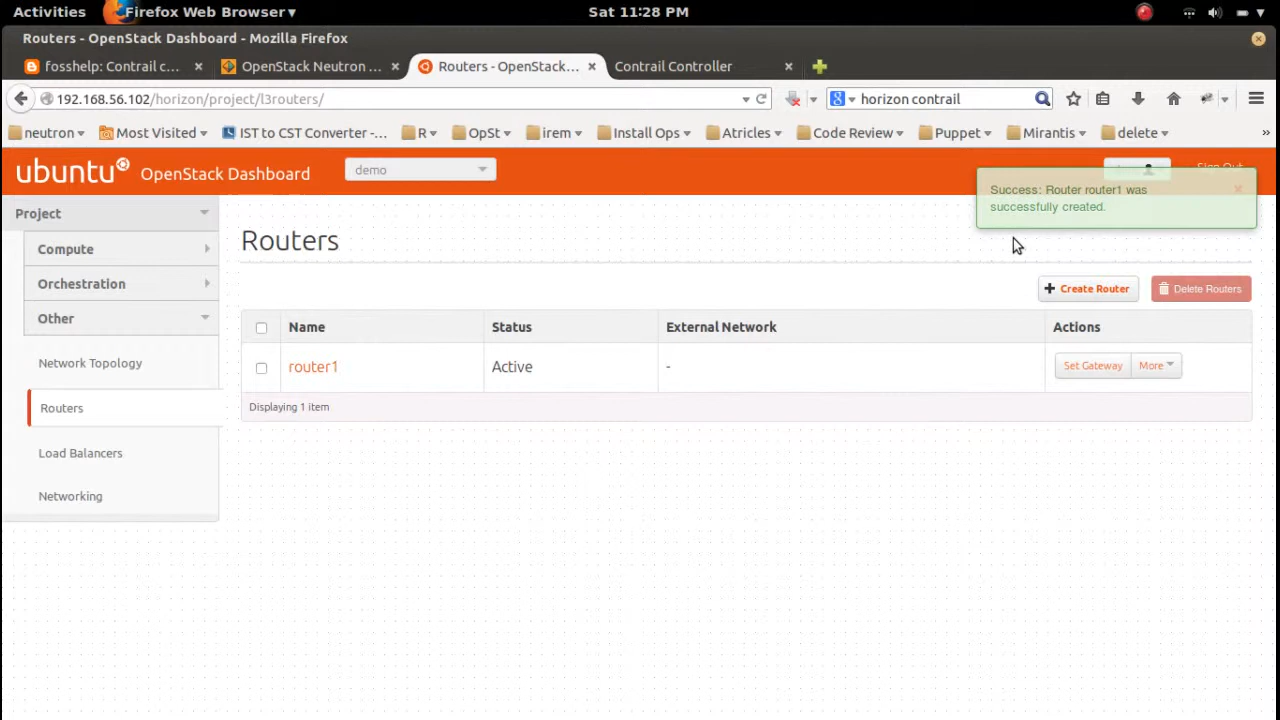 Activities Firefox Web Browser Sat 11:28 PM
Routers - OpenStack Dashboard - Mozilla Firefox
fosshelp: Contrail c... OpenStack Neutron ... Routers - OpenStack... Contrail Controller
192.168.56.102/horizon/project/l3routers/ horizon contrail
neutron Most Visited IST to CST Converter -... R OpSt irem Install Ops Atricles Code Review Puppet Mirantis delete »
ubuntu OpenStack Dashboard demo Sign Out
Success: Router router1 was
successfully created.
Project
Compute
Orchestration
Other
Network Topology
Routers
Load Balancers
Networking
Routers
Create Router Delete Routers
Name Status External Network Actions
router1 Active - Set Gateway More
Displaying 1 item